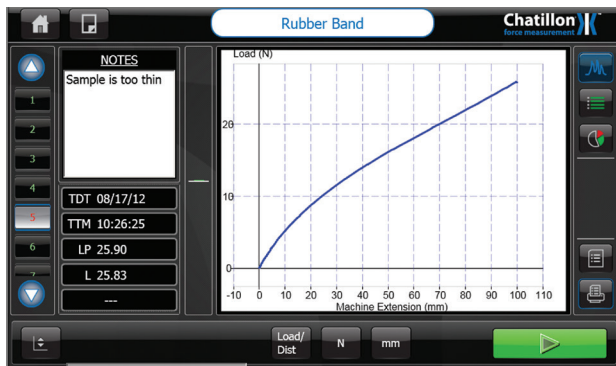 Rubber Band
Chatillon
force measurement
NOTES
Sample is too thin
1
2
3
4
5
6
7
TDT 08/17/12
TTM 10:26:25
LP 25.90
L 25.83
---
Load (N)
20
10
0
-10 0 10 20 30 40 50 60 70 80 90 100 110
Machine Extension (mm)
Load/
Dist
N
mm